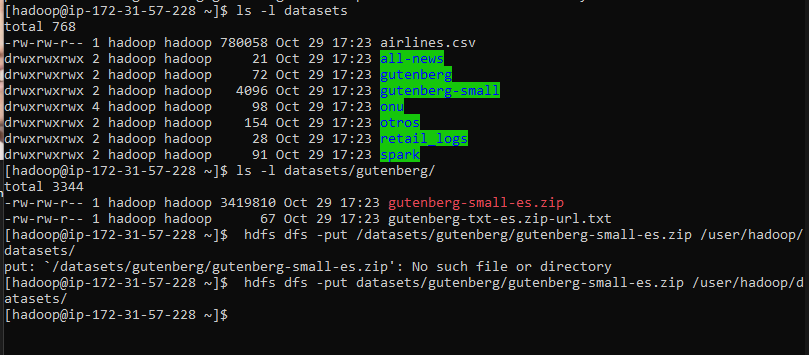 [hadoop@ip-172-31-57-228 ~]$ ls -l datasets
total 768
-rw-rw-r-- 1 hadoop hadoop 780058 Oct 29 17:23 airlines.csv
drwxrwxrwx 2 hadoop hadoop     21 Oct 29 17:23 all-news
drwxrwxrwx 2 hadoop hadoop     72 Oct 29 17:23 gutenberg
drwxrwxrwx 2 hadoop hadoop   4096 Oct 29 17:23 gutenberg-small
drwxrwxrwx 4 hadoop hadoop     98 Oct 29 17:23 onu
drwxrwxrwx 2 hadoop hadoop    154 Oct 29 17:23 otros
drwxrwxrwx 2 hadoop hadoop     28 Oct 29 17:23 retail_logs
drwxrwxrwx 2 hadoop hadoop     91 Oct 29 17:23 spark
[hadoop@ip-172-31-57-228 ~]$ ls -l datasets/gutenberg/
total 3344
-rw-rw-r-- 1 hadoop hadoop 3419810 Oct 29 17:23 gutenberg-small-es.zip
-rw-rw-r-- 1 hadoop hadoop      67 Oct 29 17:23 gutenberg-txt-es.zip-url.txt
[hadoop@ip-172-31-57-228 ~]$  hdfs dfs -put /datasets/gutenberg/gutenberg-small-es.zip /user/hadoop/
datasets/
put: `/datasets/gutenberg/gutenberg-small-es.zip': No such file or directory
[hadoop@ip-172-31-57-228 ~]$  hdfs dfs -put datasets/gutenberg/gutenberg-small-es.zip /user/hadoop/d
atasets/
[hadoop@ip-172-31-57-228 ~]$